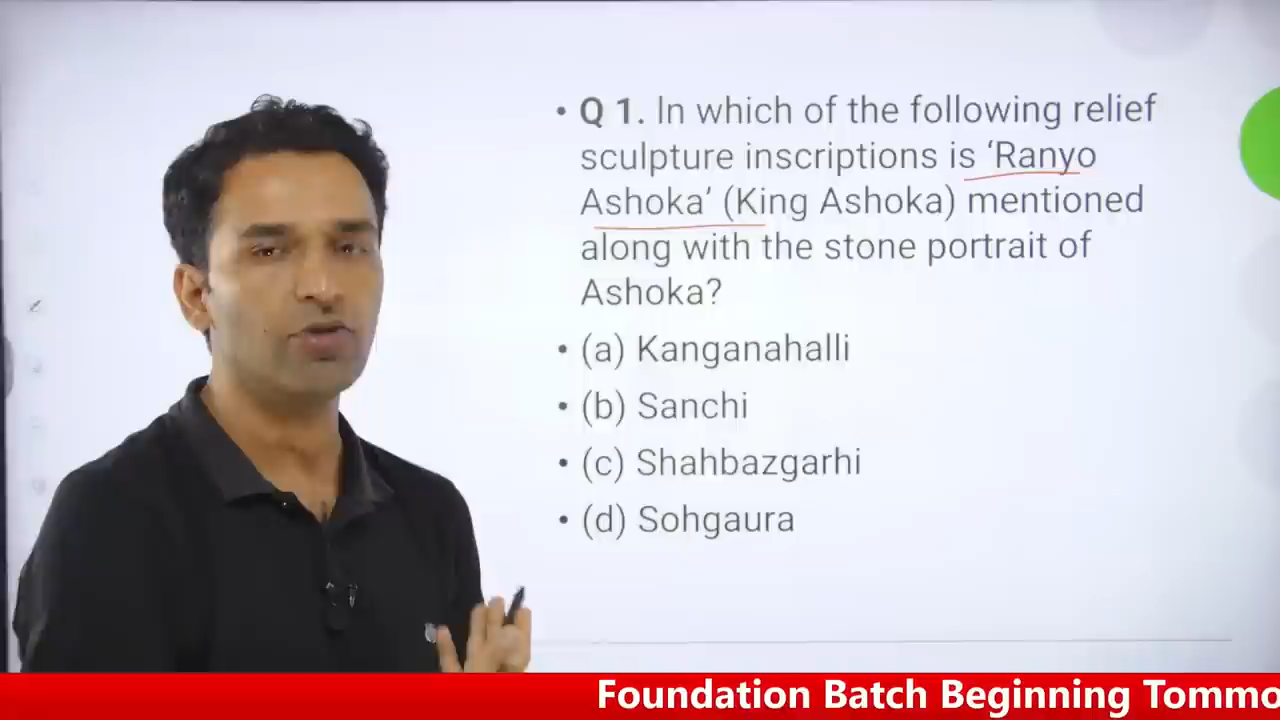 • Q 1. In which of the following relief
sculpture inscriptions is ‘Ranyo
Ashoka’ (King Ashoka) mentioned
along with the stone portrait of
Ashoka?
• (a) Kanganahalli
• (b) Sanchi
• (c) Shahbazgarhi
• (d) Sohgaura
Foundation Batch Beginning Tommo